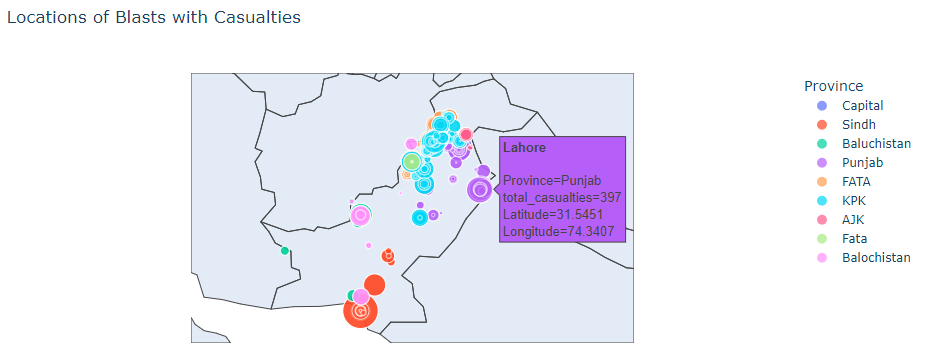 Locations of Blasts with Casualties
Province
Capital
Sindh
Baluchistan
Punjab
FATA
KPK
AJK
Fata
Balochistan
Lahore
Province=Punjab
total_casualties=397
Latitude=31.5451
Longitude=74.3407